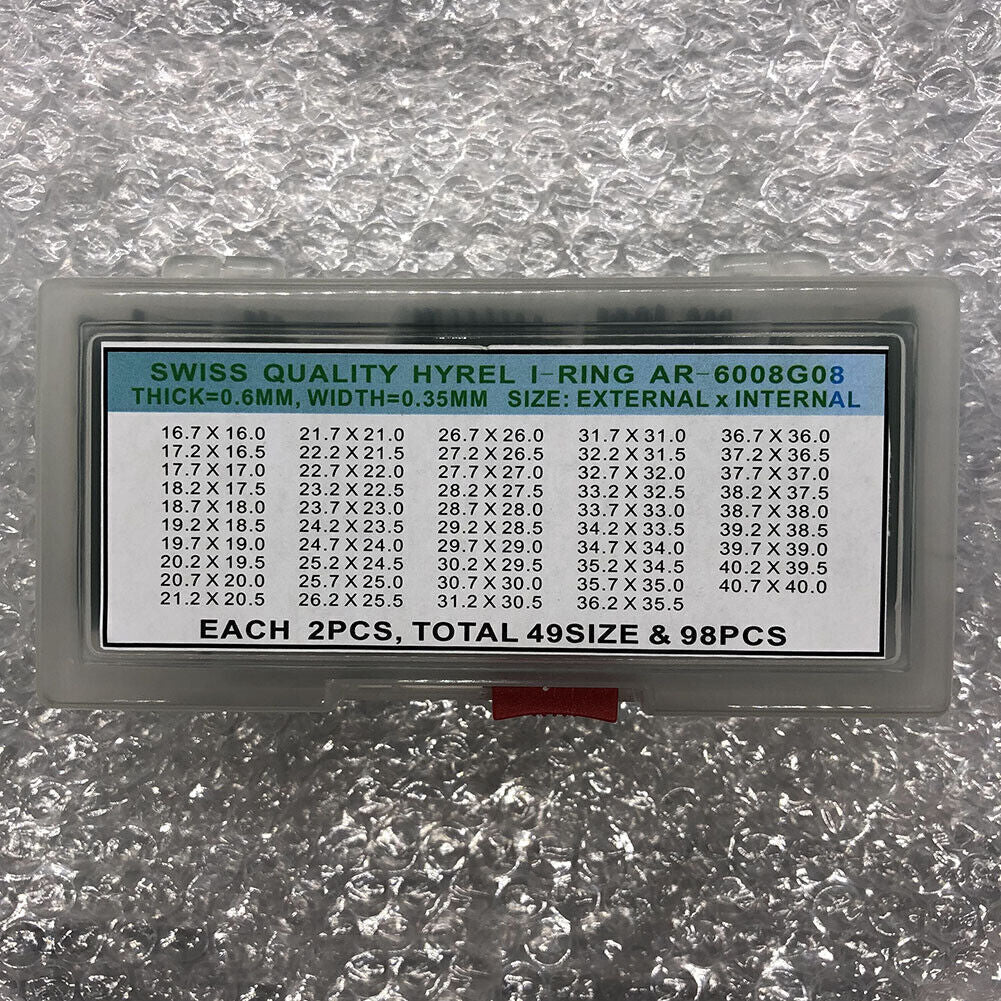 SWISS QUALITY HYREL I-RING AR-6008G08
THICK=0.6MM, WIDTH=0.35MM SIZE: EXTERNAL x INTERNAL
16.7 X 16.0 21.7 X 21.0 26.7 X 26.0 31.7 X 31.0 36.7 X 36.0
17.2 X 16.5 22.2 X 21.5 27.2 X 26.5 32.2 X 31.5 37.2 X 36.5
17.7 X 17.0 22.7 X 22.0 27.7 X 27.0 32.7 X 32.0 37.7 X 37.0
18.2 X 17.5 23.2 X 22.5 28.2 X 27.5 33.2 X 32.5 38.2 X 37.5
18.7 X 18.0 23.7 X 23.0 28.7 X 28.0 33.7 X 33.0 38.7 X 38.0
19.2 X 18.5 24.2 X 23.5 29.2 X 28.5 34.2 X 33.5 39.2 X 38.5
19.7 X 19.0 24.7 X 24.0 29.7 X 29.0 34.7 X 34.0 39.7 X 39.0
20.2 X 19.5 25.2 X 24.5 30.2 X 29.5 35.2 X 34.5 40.2 X 39.5
20.7 X 20.0 25.7 X 25.0 30.7 X 30.0 35.7 X 35.0 40.7 X 40.0
21.2 X 20.5 26.2 X 25.5 31.2 X 30.5 36.2 X 35.5
EACH 2PCS, TOTAL 49SIZE & 98PCS